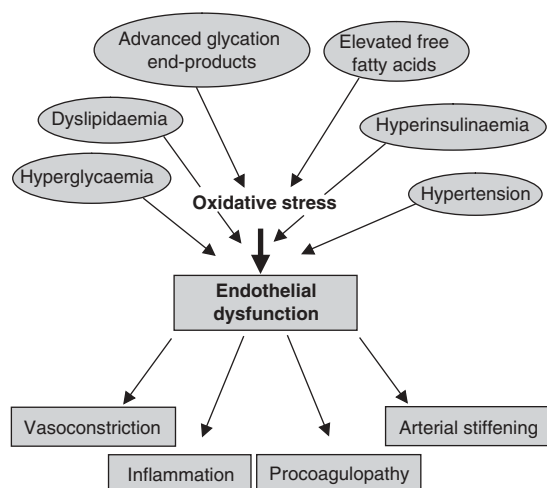 Advanced glycation
end-products
Elevated free
fatty acids
Dyslipidaemia
Hyperinsulinaemia
Hyperglycaemia
Hypertension
Oxidative stress
Endothelial
dysfunction
Vasoconstriction
Arterial stiffening
Inflammation
Procoagulopathy